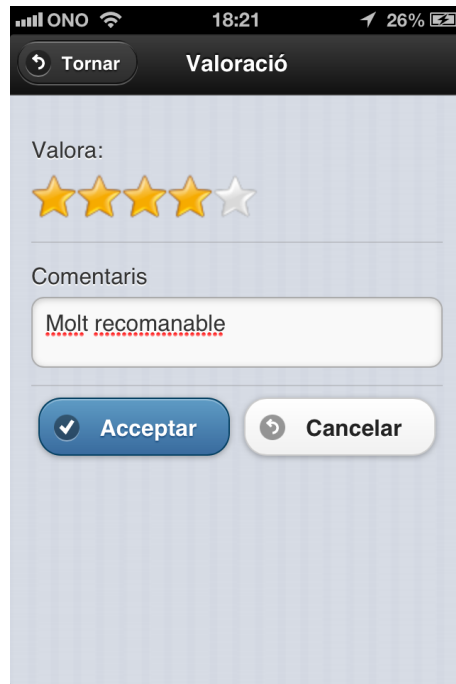 ONO 18:21 26%
Tornar Valoració
Valora:
Comentaris
Molt recomanable
Acceptar Cancelar